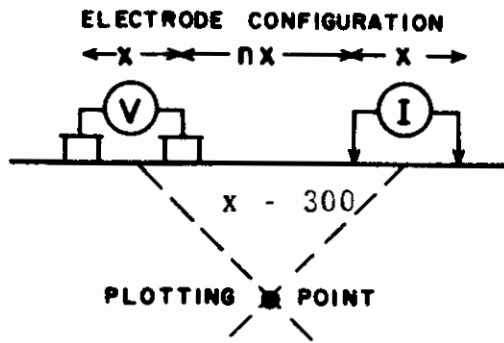 ELECTRODE CONFIGURATION
x nx x
V I
x - 300
PLOTTING POINT